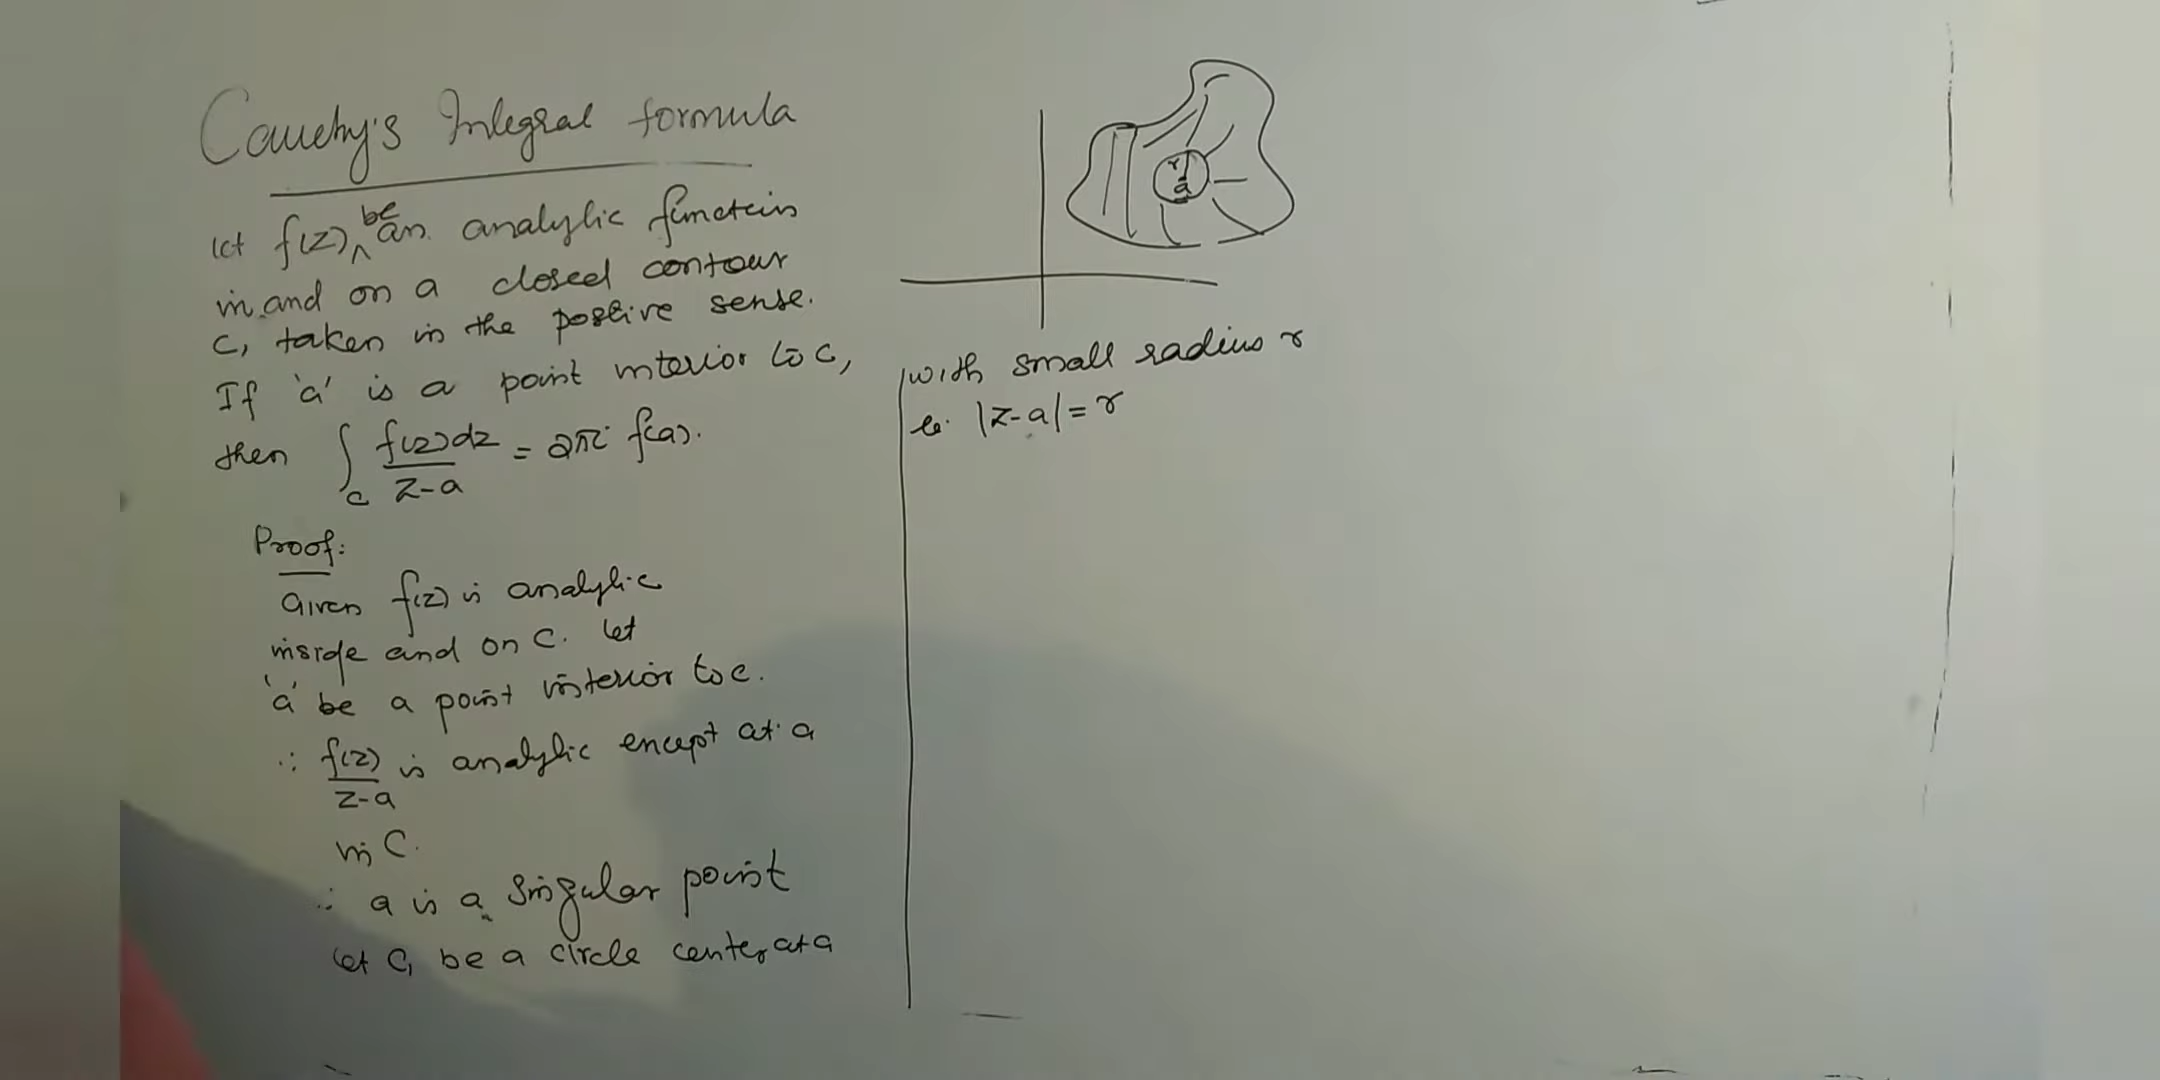 Cauchy's Integral formula
let f(z) be an analytic function
in and on a closed contour
C, taken in the positive sense.
If 'a' is a point interior to C,
then ∫_C f(z)dz / z-a = 2πi f(a).
Proof:
Given f(z) is analytic
inside and on C. let
'a' be a point interior to C.
∴ f(z) / z-a is analytic except at a
in C.
∴ a is a singular point
let C₁ be a circle center at a
r
a
with small radius r
ie. |z-a| = r